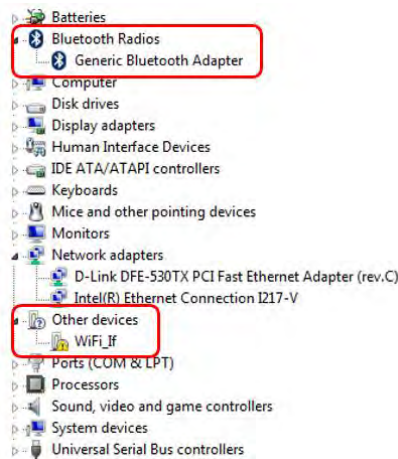 Batteries
Bluetooth Radios
Generic Bluetooth Adapter
Computer
Disk drives
Display adapters
Human Interface Devices
IDE ATA/ATAPI controllers
Keyboards
Mice and other pointing devices
Monitors
Network adapters
D-Link DFE-530TX PCI Fast Ethernet Adapter (rev.C)
Intel(R) Ethernet Connection I217-V
Other devices
WiFi_If
Ports (COM & LPT)
Processors
Sound, video and game controllers
System devices
Universal Serial Bus controllers